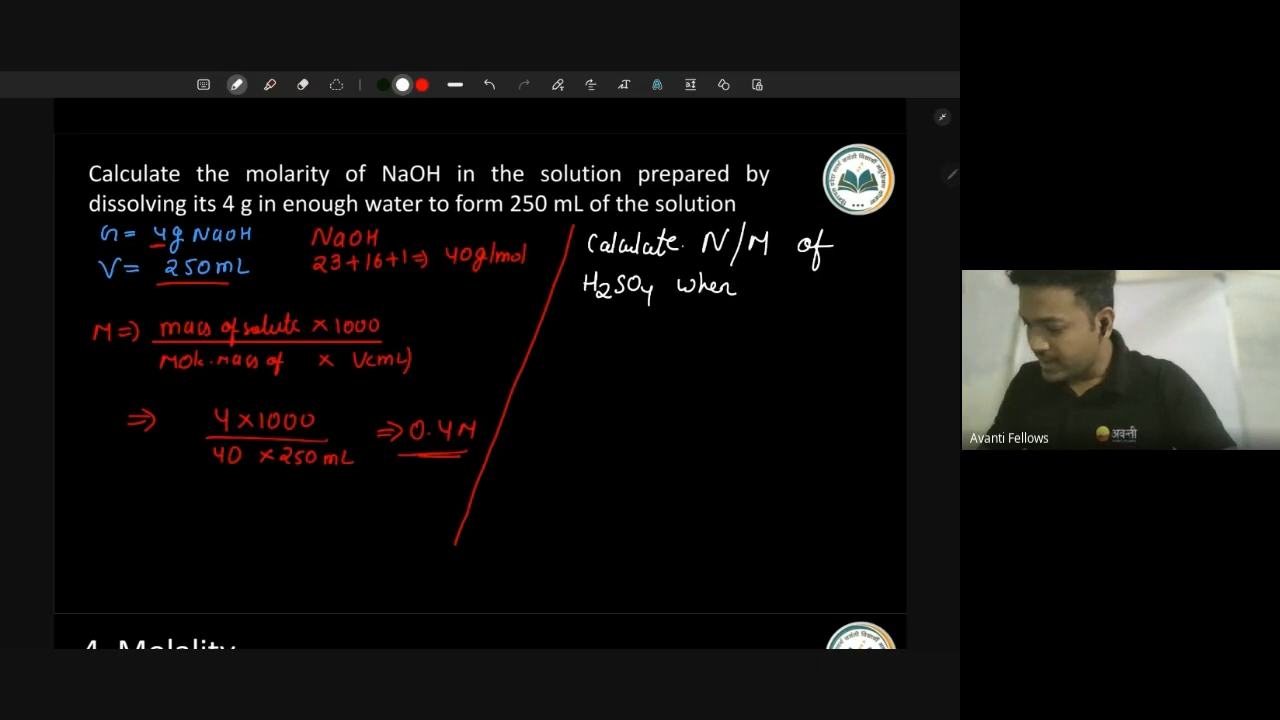 Calculate the molarity of NaOH in the solution prepared by
dissolving its 4 g in enough water to form 250 mL of the solution
G = 4g NaOH
V = 250mL
NaOH
23+16+1 ⇒ 40g/mol
M ⇒ mass of solute × 1000
Mole. mass of × V(mL)
⇒ 4 × 1000
40 × 250 mL
⇒ 0.4 M
Calculate N/M of
H2SO4 when
4. Molality
Avanti Fellows
अवन्ती